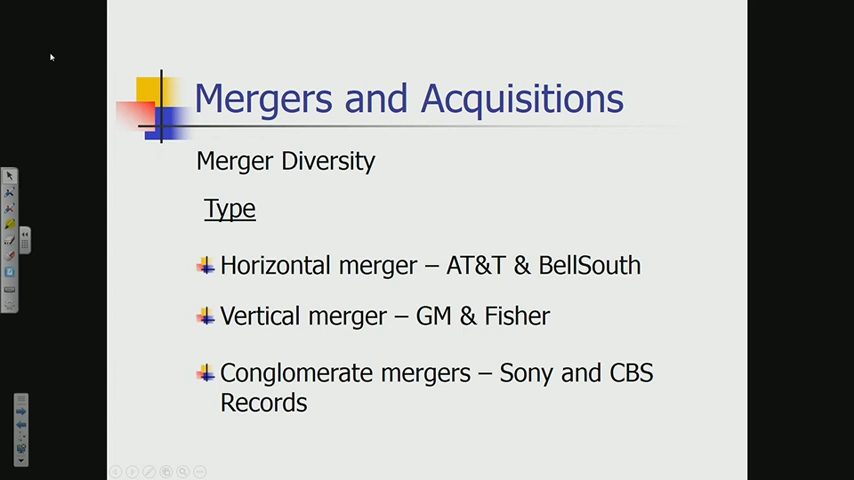 Mergers and Acquisitions
Merger Diversity
Type
Horizontal merger – AT&T & BellSouth
Vertical merger – GM & Fisher
Conglomerate mergers – Sony and CBS
Records